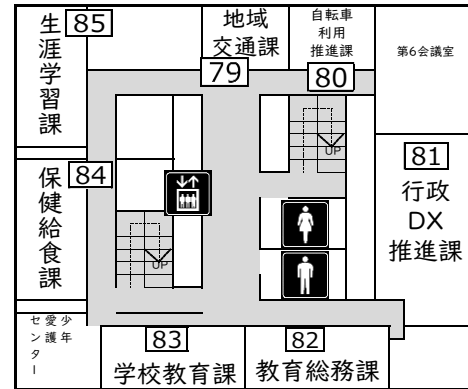 85
生涯学習課
地域
交通課
79
自転車
利用
推進課
80
第6会議室
UP
81
行政
DX
推進課
84
保健給食課
UP
少年
愛護
センター
83
学校教育課
82
教育総務課